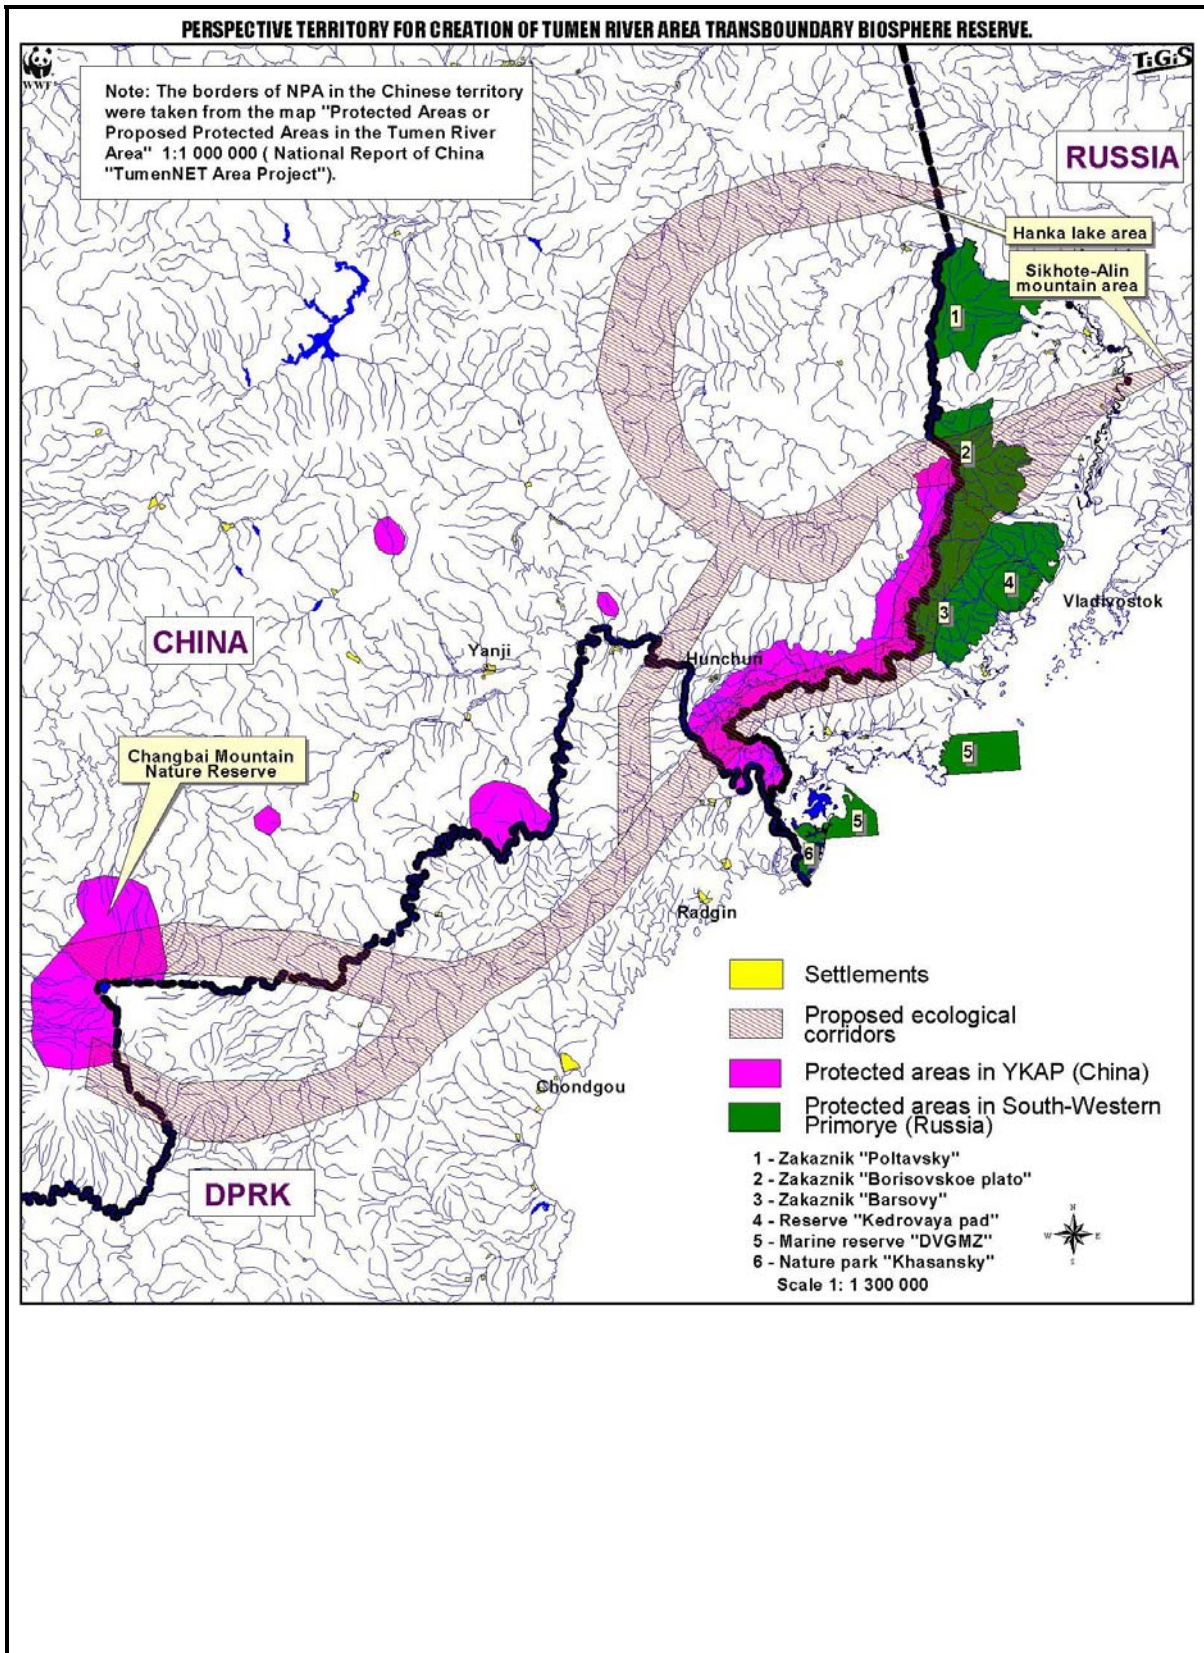 PERSPECTIVE TERRITORY FOR CREATION OF TUMEN RIVER AREA TRANSBOUNDARY BIOSPHERE RESERVE.
WWF
TiGiS
Note: The borders of NPA in the Chinese territory
were taken from the map "Protected Areas or
Proposed Protected Areas in the Tumen River
Area" 1:1 000 000 ( National Report of China
"TumenNET Area Project").
RUSSIA
Hanka lake area
Sikhote-Alin
mountain area
1
2
4
3
Vladivostok
CHINA
Yanji
Hunchun
5
Changbai Mountain
Nature Reserve
5
6
Radgin
Chondgou
DPRK
Settlements
Proposed ecological
corridors
Protected areas in YKAP (China)
Protected areas in South-Western
Primorye (Russia)
1 - Zakaznik "Poltavsky"
2 - Zakaznik "Borisovskoe plato"
3 - Zakaznik "Barsovy"
4 - Reserve "Kedrovaya pad"
5 - Marine reserve "DVGMZ"
6 - Nature park "Khasansky"
Scale 1: 1 300 000
N
W E
S